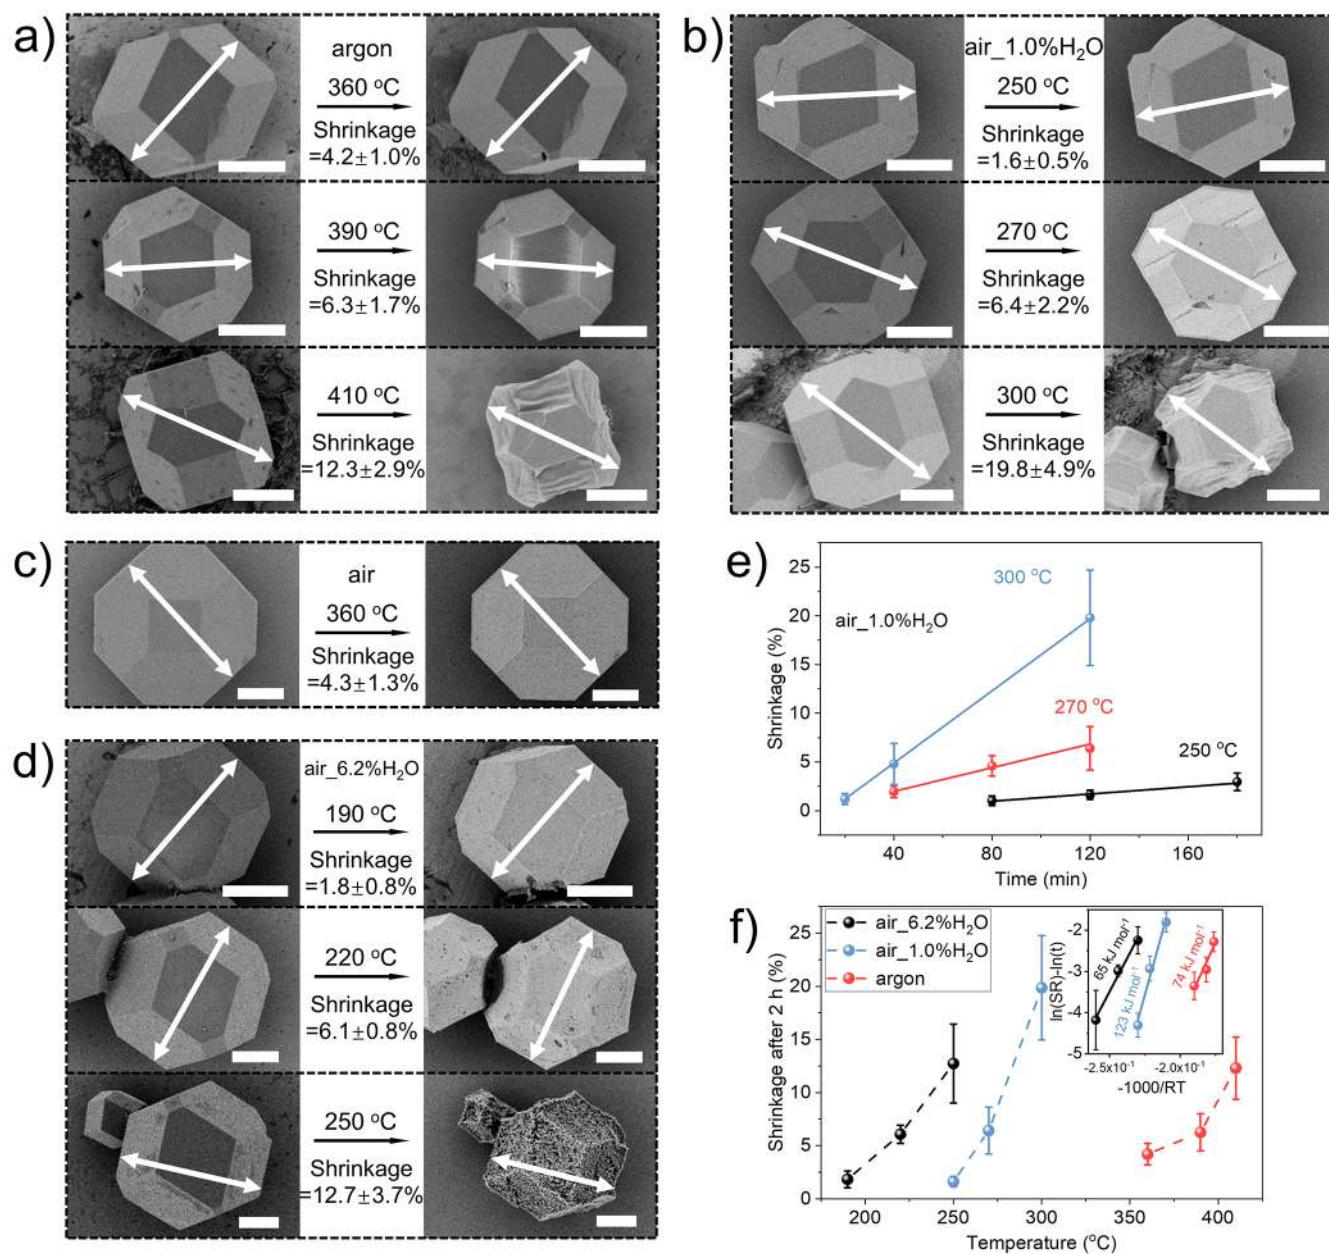 a)
argon
360 °C
Shrinkage
=4.2±1.0%
390 °C
Shrinkage
=6.3±1.7%
410 °C
Shrinkage
=12.3±2.9%
b)
air_1.0%H₂O
250 °C
Shrinkage
=1.6±0.5%
270 °C
Shrinkage
=6.4±2.2%
300 °C
Shrinkage
=19.8±4.9%
c)
air
360 °C
Shrinkage
=4.3±1.3%
d)
air_6.2%H₂O
190 °C
Shrinkage
=1.8±0.8%
220 °C
Shrinkage
=6.1±0.8%
250 °C
Shrinkage
=12.7±3.7%
e)
Shrinkage (%)
25
20
15
10
5
0
300 °C
air_1.0%H₂O
270 °C
250 °C
40 80 120 160
Time (min)
f)
Shrinkage after 2 h (%)
25
20
15
10
5
0
air_6.2%H₂O
air_1.0%H₂O
argon
ln(SR)-ln(t)
-2
-3
-4
-5
65 kJ mol⁻¹
123 kJ mol⁻¹
74 kJ mol⁻¹
-2.5x10⁻¹ -2.0x10⁻¹
-1000/RT
200 250 300 350 400
Temperature (°C)